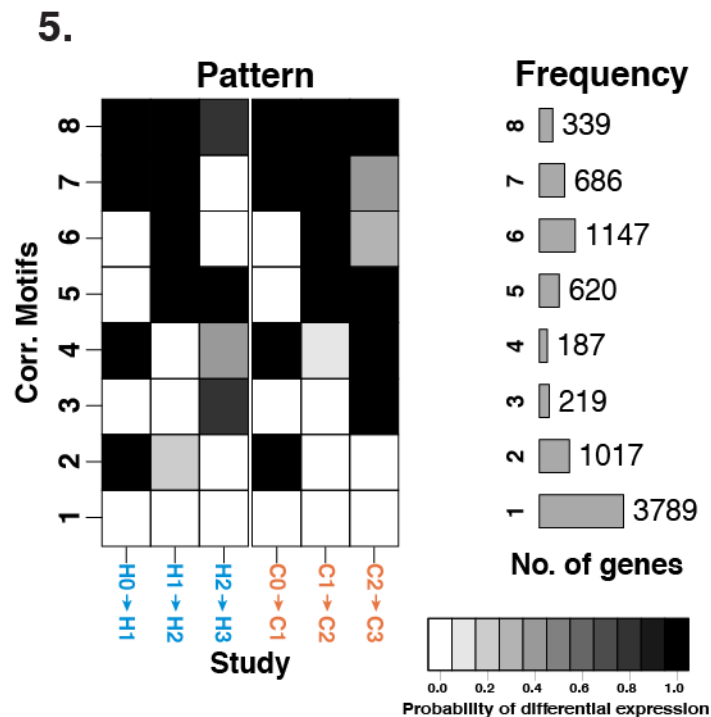 5.
Pattern
Frequency
Corr. Motifs
8
7
6
5
4
3
2
1
H0→H1
H1→H2
H2→H3
C0→C1
C1→C2
C2→C3
Study
8 339
7 686
6 1147
5 620
4 187
3 219
2 1017
1 3789
No. of genes
0.0 0.2 0.4 0.6 0.8 1.0
Probability of differential expression